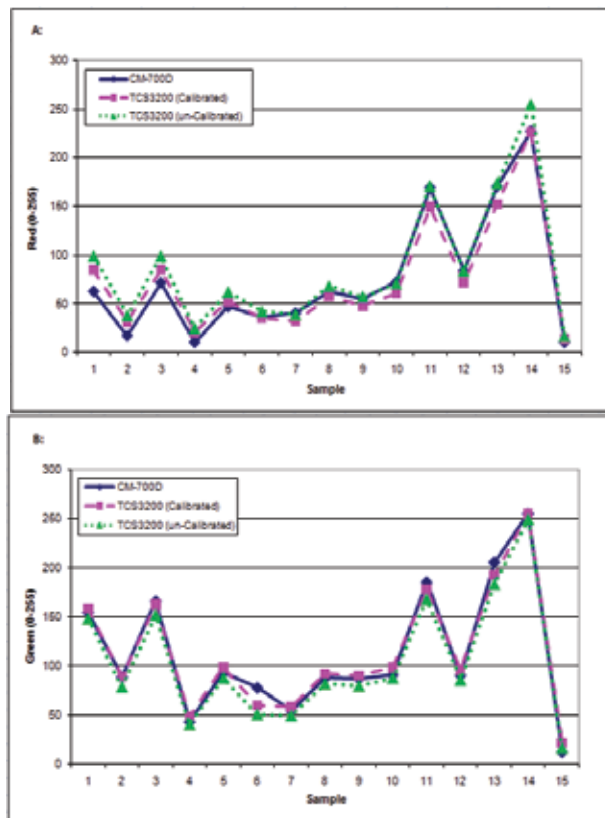 A:
300
CM-700D
TCS3200 (Calibrated)
TCS3200 (un-Calibrated)
250
200
150
100
50
0
Red (0-255)
1 2 3 4 5 6 7 8 9 10 11 12 13 14 15
Sample
B:
300
CM-700D
TCS3200 (Calibrated)
TCS3200 (un-Calibrated)
250
200
150
100
50
0
Green (0-255)
1 2 3 4 5 6 7 8 9 10 11 12 13 14 15
Sample